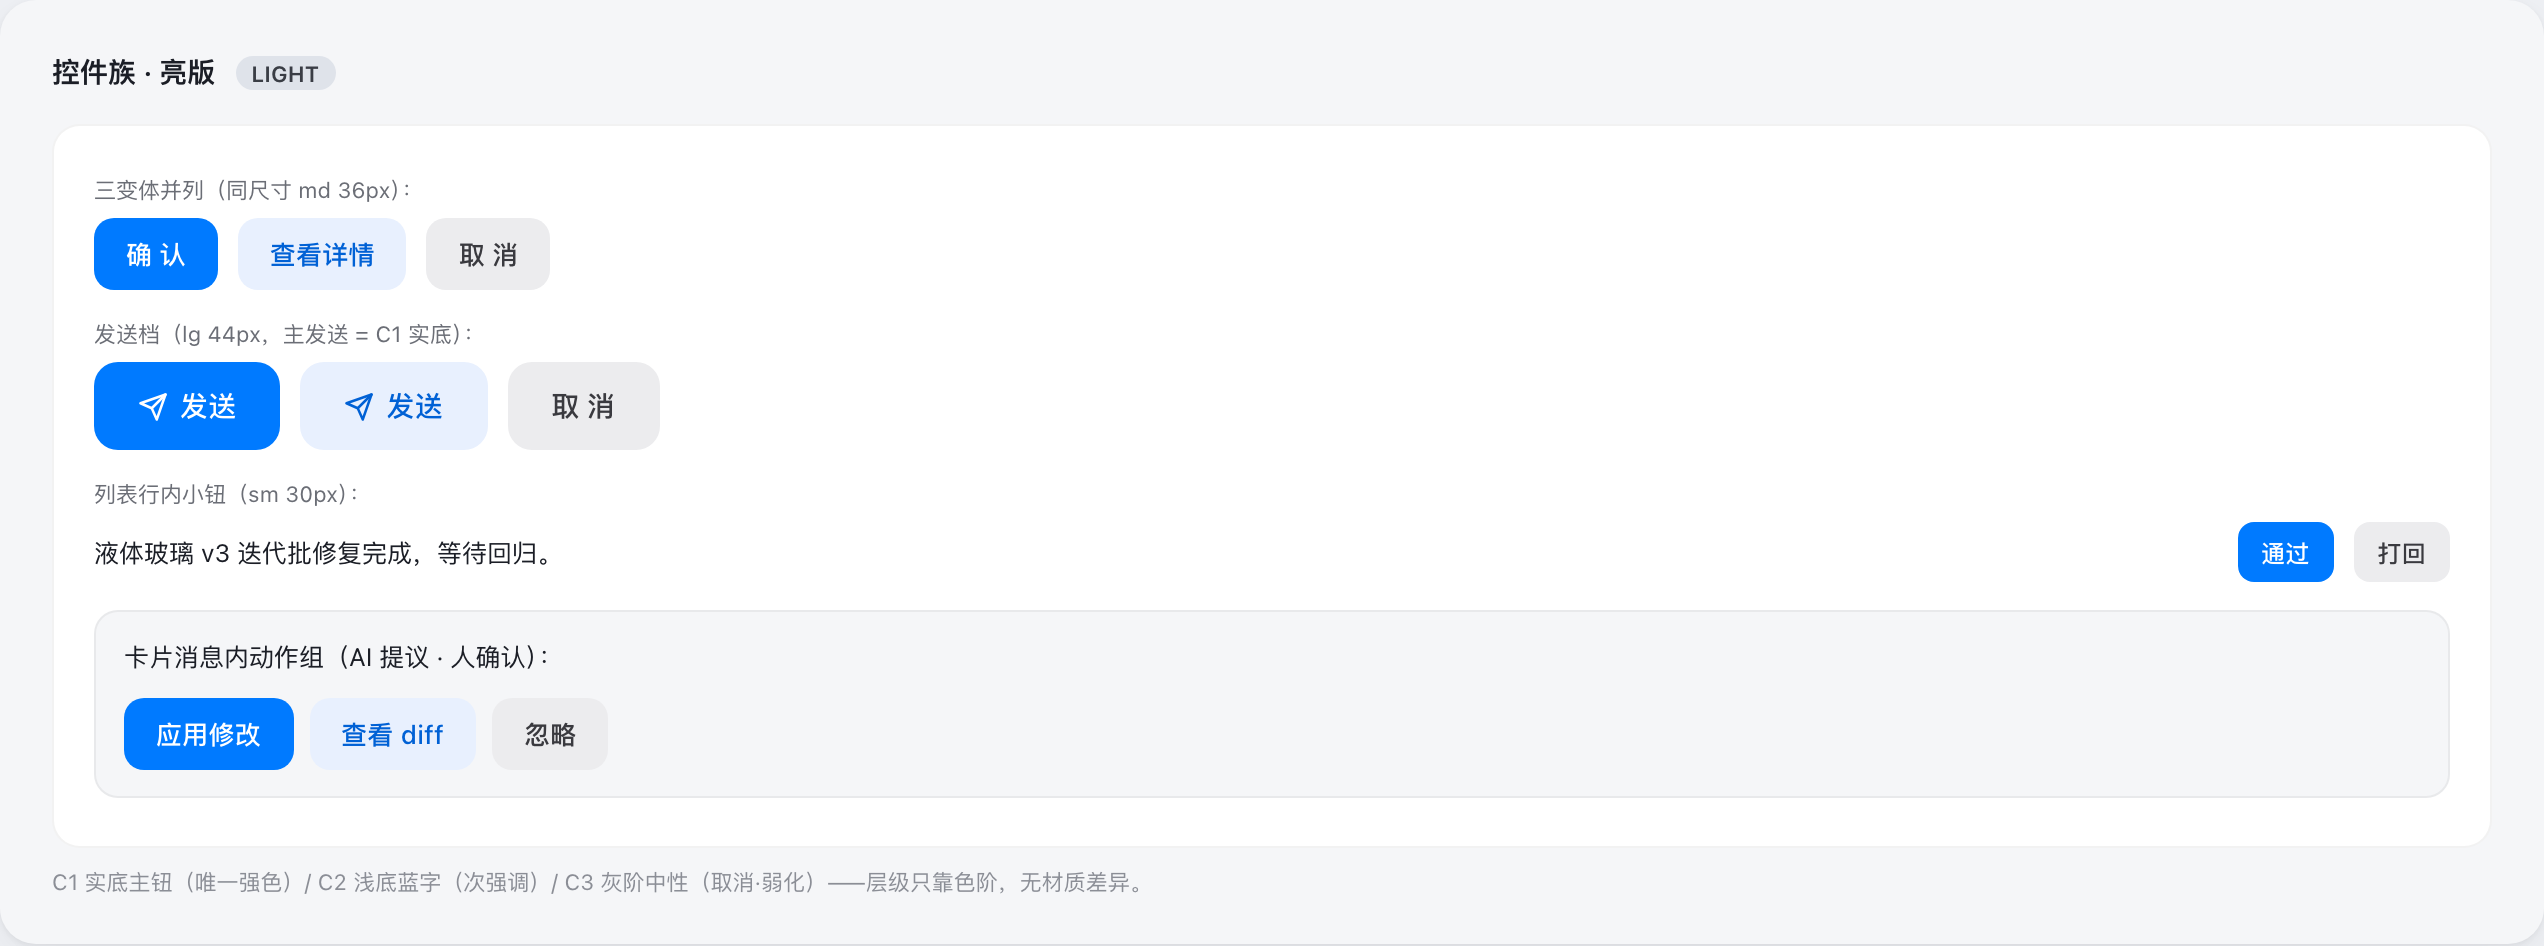 控件族 · 亮版 LIGHT
三变体并列（同尺寸 md 36px）：
确 认 查看详情 取 消
发送档（lg 44px，主发送 = C1 实底）：
发送 发送 取 消
列表行内小钮（sm 30px）：
液体玻璃 v3 迭代批修复完成，等待回归。 通过 打回
卡片消息内动作组（AI 提议 · 人确认）：
应用修改 查看 diff 忽略
C1 实底主钮（唯一强色）/ C2 浅底蓝字（次强调）/ C3 灰阶中性（取消·弱化）——层级只靠色阶，无材质差异。